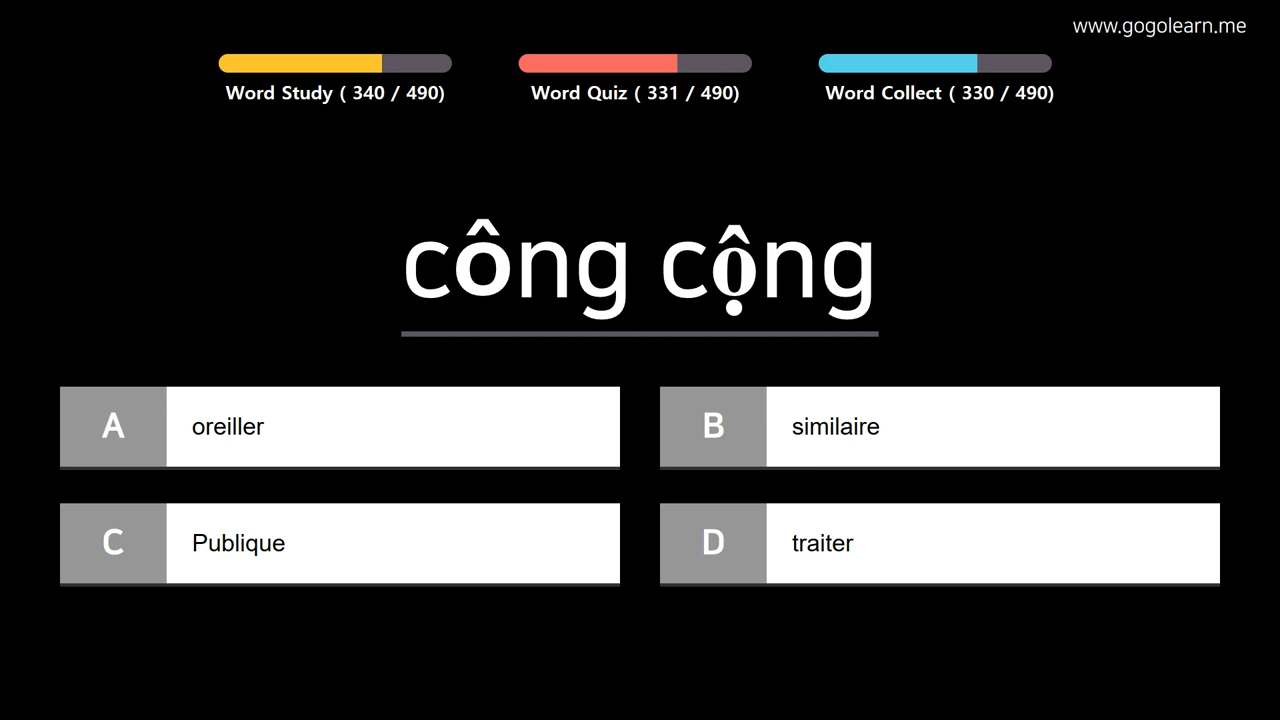 www.gogolearn.me
Word Study ( 340 / 490)
Word Quiz ( 331 / 490)
Word Collect ( 330 / 490)
công cộng
A oreiller
B similaire
C Publique
D traiter